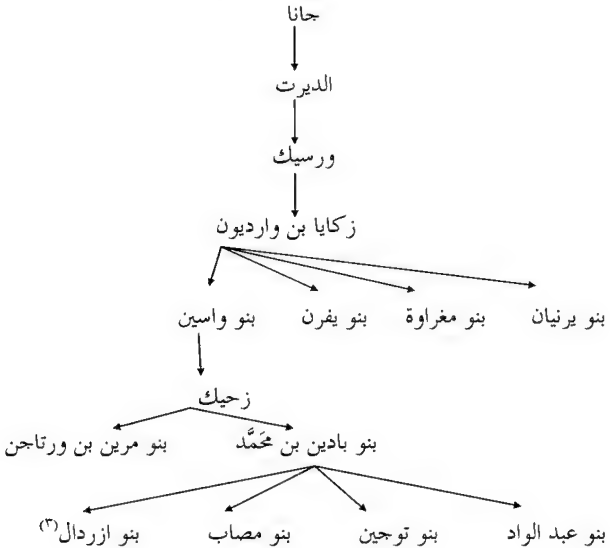 جانا
الديرت
ورسيك
زكايا بن وارديون
بنو يرنيان بنو مغراوة بنو يفرن بنو واسين
زحيك
بنو بادين بن محَمَّد بنو مرين بن ورتاجن
بنو عبد الواد بنو توجين بنو مصاب بنو ازردال(٣)